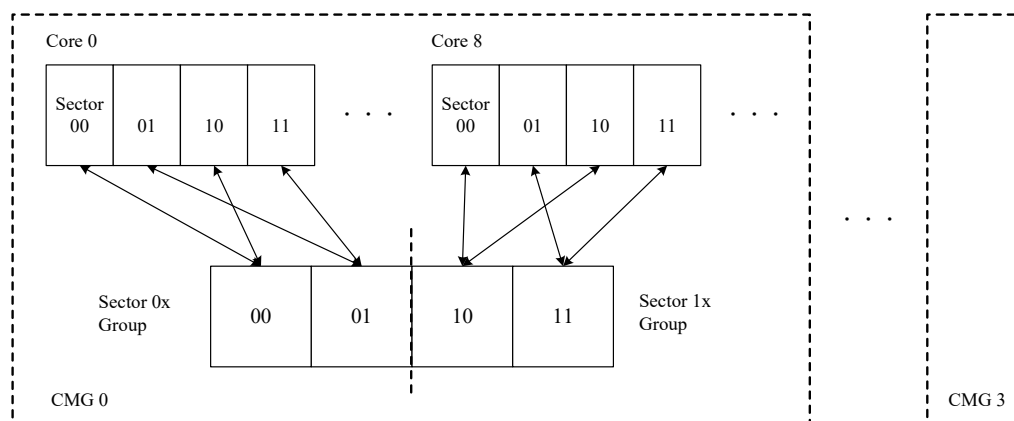 Core 0
Core 8
Sector
00
01
10
11
. . .
Sector
00
01
10
11
. . .
. . .
Sector 0x
Group
00
01
10
11
Sector 1x
Group
CMG 0
CMG 3